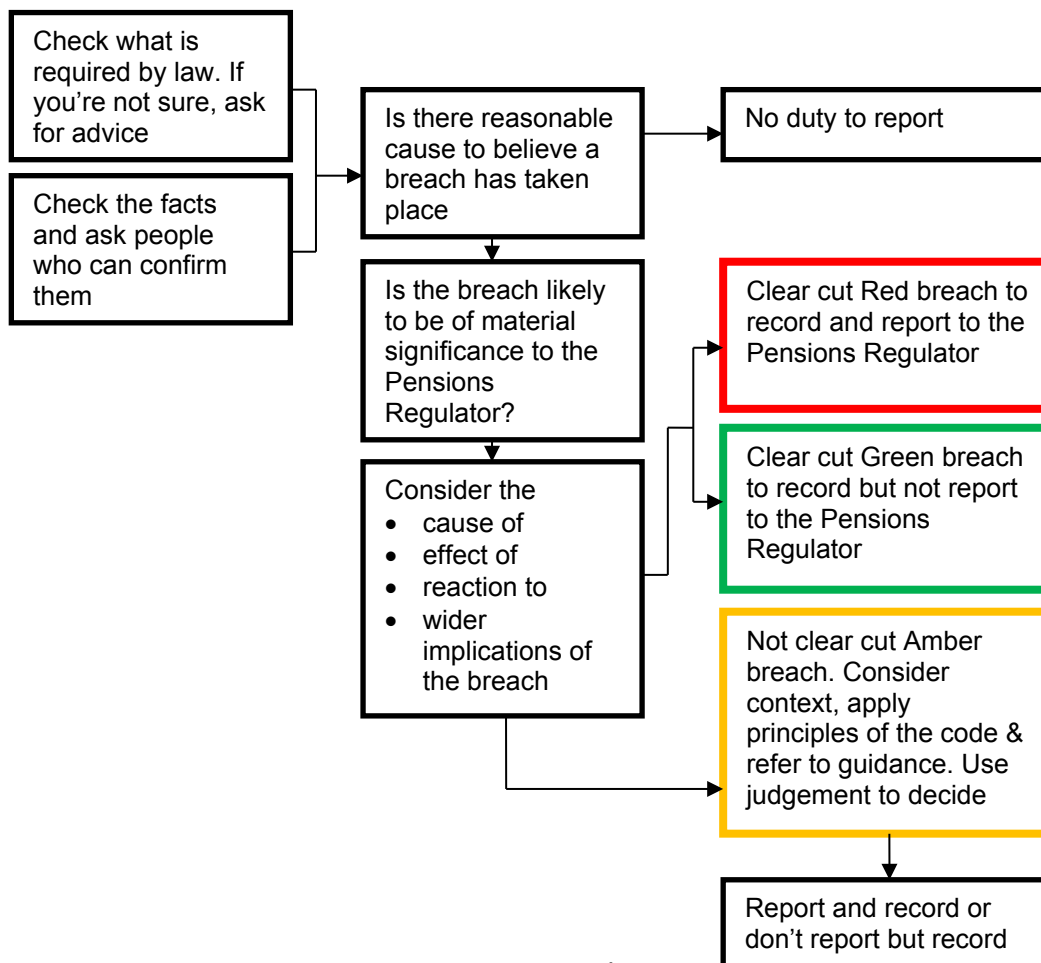 Check what is
required by law. If
you’re not sure, ask
for advice
Check the facts
and ask people
who can confirm
them
Is there reasonable
cause to believe a
breach has taken
place
No duty to report
Is the breach likely
to be of material
significance to the
Pensions
Regulator?
Clear cut Red breach to
record and report to the
Pensions Regulator
Clear cut Green breach
to record but not report
to the Pensions
Regulator
Consider the
• cause of
• effect of
• reaction to
• wider
implications of
the breach
Not clear cut Amber
breach. Consider
context, apply
principles of the code &
refer to guidance. Use
judgement to decide
Report and record or
don’t report but record